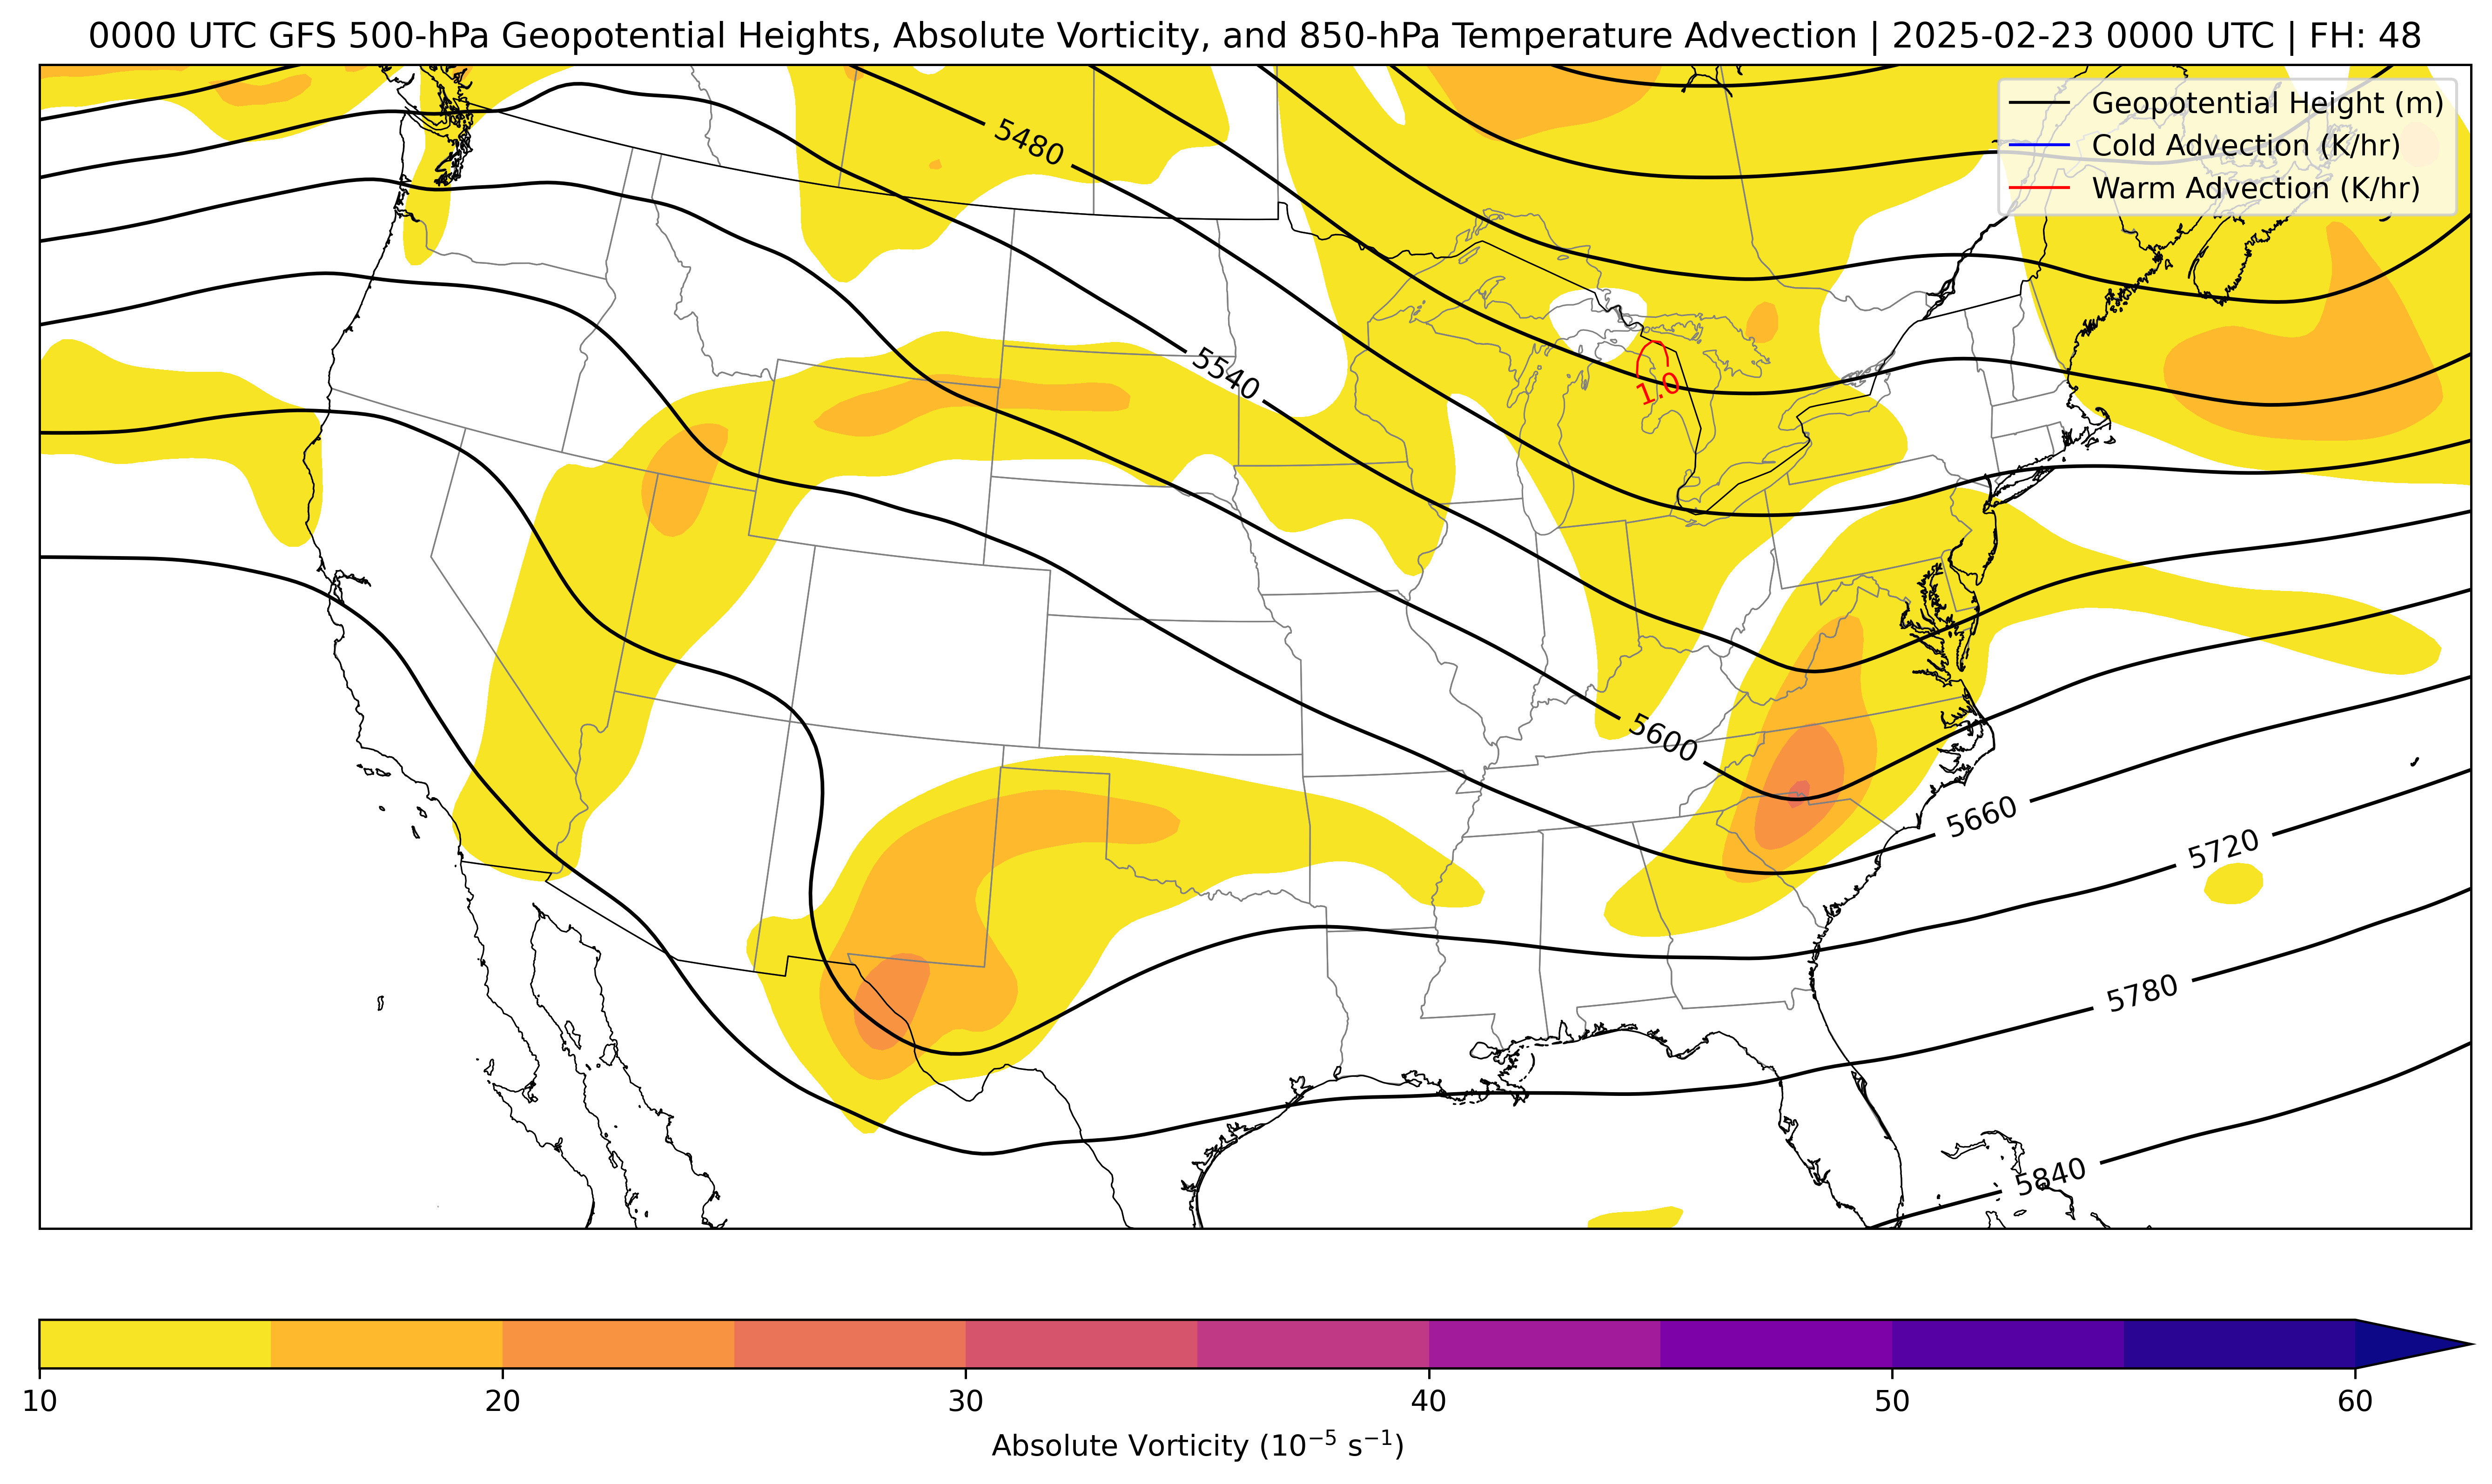 0000 UTC GFS 500-hPa Geopotential Heights, Absolute Vorticity, and 850-hPa Temperature Advection | 2025-02-23 0000 UTC | FH: 48
Geopotential Height (m)
Cold Advection (K/hr)
Warm Advection (K/hr)
5480
5540
1.0
5600
5660
5720
5780
5840
10 20 30 40 50 60
Absolute Vorticity (10⁻⁵ s⁻¹)